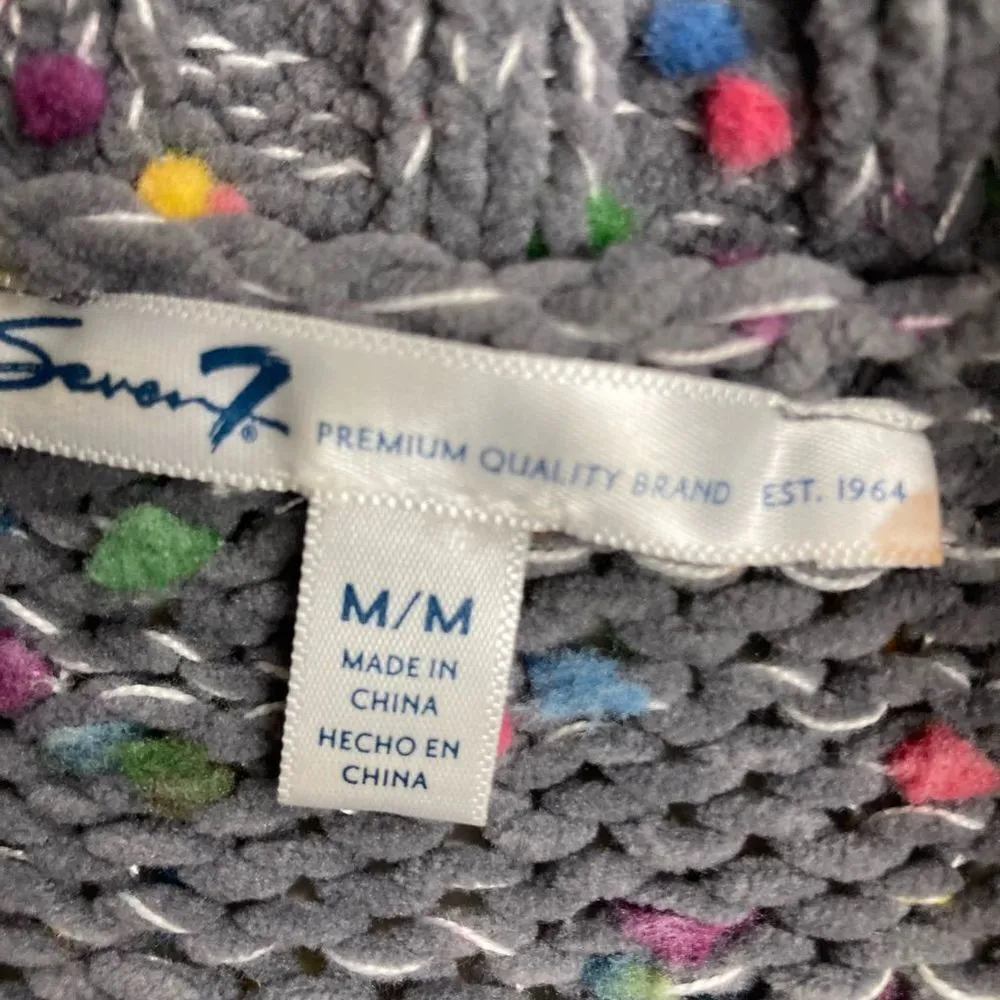 Seven7® PREMIUM QUALITY BRAND EST. 1964
M/M
MADE IN
CHINA
HECHO EN
CHINA